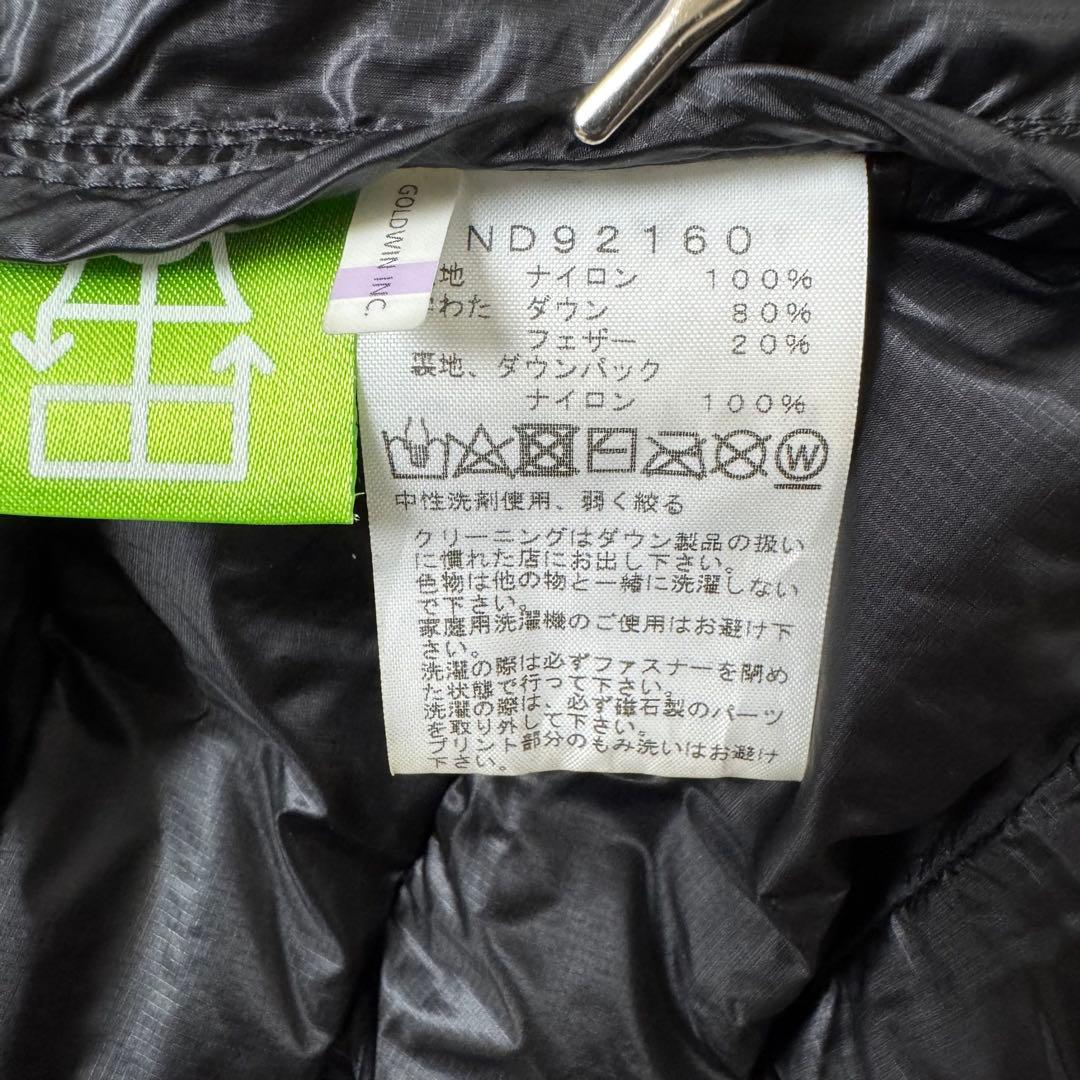 GOLDWIN INC.
ND92160
地 ナイロン 100%
わた ダウン 80%
フェザー 20%
裏地、ダウンパック
ナイロン 100%
W
中性洗剤使用、弱く絞る
クリーニングはダウン製品の扱い
に慣れた店にお出し下さい。
色物は他の物と一緒に洗濯しない
で下さい。
家庭用洗濯機のご使用はお避け下
さい。
洗濯の際は必ずファスナーを閉め
た状態で行って下さい。
洗濯の際は、必ず磁石製のパーツ
を取り外して下さい。
プリント部分のもみ洗いはお避け
下さい。